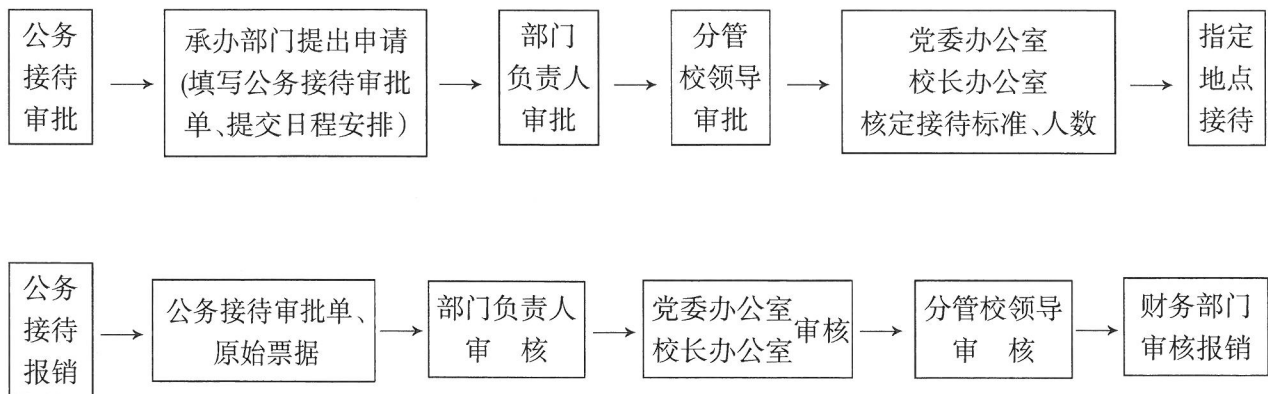 公务
接待
审批
承办部门提出申请
(填写公务接待审批
单、提交日程安排)
部门
负责人
审批
分管
校领导
审批
党委办公室
校长办公室
核定接待标准、人数
指定
地点
接待
公务
接待
报销
公务接待审批单、
原始票据
部门负责人
审 核
党委办公室
校长办公室
审核
分管校领导
审 核
财务部门
审核报销